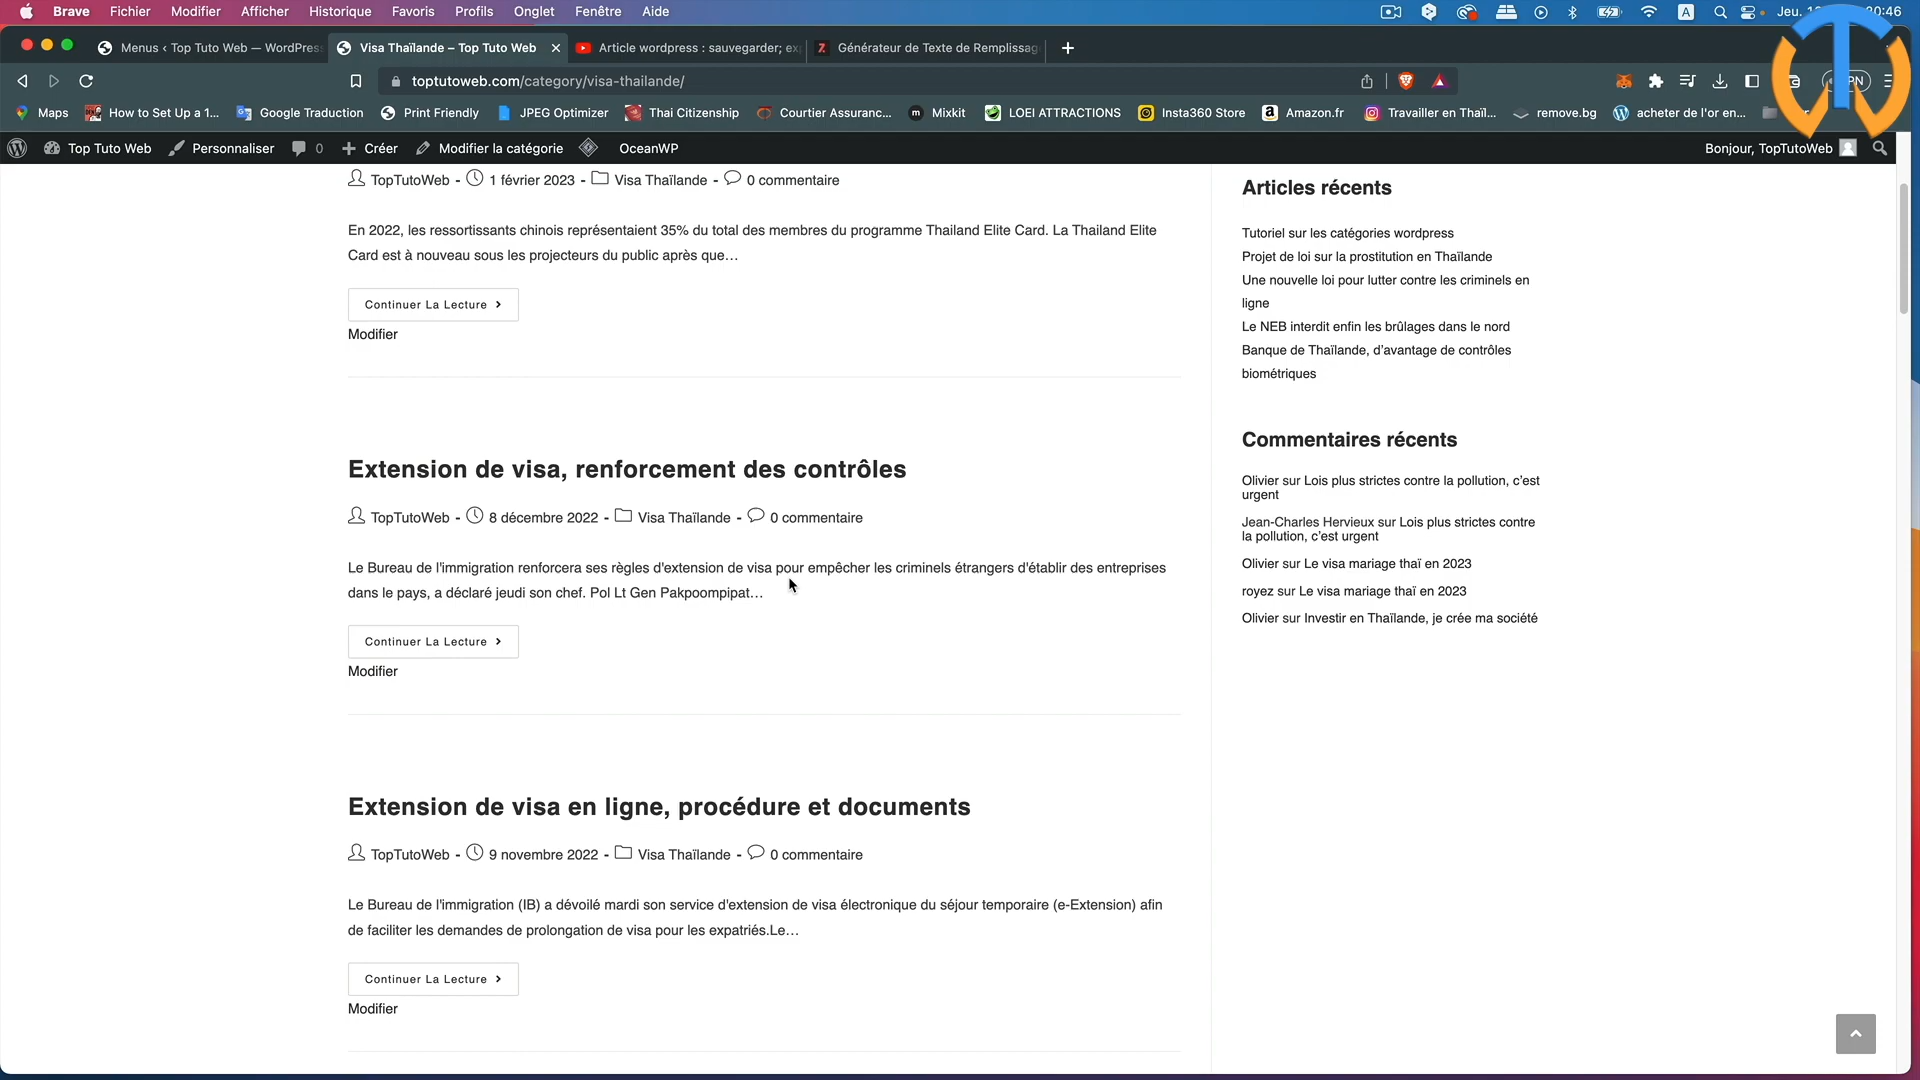 Brave Fichier Modifier Afficher Historique Favoris Profils Onglet Fenêtre Aide
A Jeu. 20:46
Menus ‹ Top Tuto Web — WordPress
Visa Thaïlande – Top Tuto Web
Article wordpress : sauvegarder; ex
Générateur de Texte de Remplissag
toptutoweb.com/category/visa-thailande/
Maps How to Set Up a 1... Google Traduction Print Friendly JPEG Optimizer Thai Citizenship Courtier Assuranc... Mixkit LOEI ATTRACTIONS Insta360 Store Amazon.fr Travailler en Thaïl... remove.bg acheter de l'or en...
Top Tuto Web Personnaliser 0 Créer Modifier la catégorie OceanWP Bonjour, TopTutoWeb
TopTutoWeb - 1 février 2023 - Visa Thaïlande - 0 commentaire
En 2022, les ressortissants chinois représentaient 35% du total des membres du programme Thailand Elite Card. La Thailand Elite
Card est à nouveau sous les projecteurs du public après que…
Continuer La Lecture
Modifier
Extension de visa, renforcement des contrôles
TopTutoWeb - 8 décembre 2022 - Visa Thaïlande - 0 commentaire
Le Bureau de l'immigration renforcera ses règles d'extension de visa pour empêcher les criminels étrangers d'établir des entreprises
dans le pays, a déclaré jeudi son chef. Pol Lt Gen Pakpoompipat…
Continuer La Lecture
Modifier
Extension de visa en ligne, procédure et documents
TopTutoWeb - 9 novembre 2022 - Visa Thaïlande - 0 commentaire
Le Bureau de l'immigration (IB) a dévoilé mardi son service d'extension de visa électronique du séjour temporaire (e-Extension) afin
de faciliter les demandes de prolongation de visa pour les expatriés.Le…
Continuer La Lecture
Modifier
Articles récents
Tutoriel sur les catégories wordpress
Projet de loi sur la prostitution en Thaïlande
Une nouvelle loi pour lutter contre les criminels en
ligne
Le NEB interdit enfin les brûlages dans le nord
Banque de Thaïlande, d'avantage de contrôles
biométriques
Commentaires récents
Olivier sur Lois plus strictes contre la pollution, c'est
urgent
Jean-Charles Hervieux sur Lois plus strictes contre
la pollution, c'est urgent
Olivier sur Le visa mariage thaï en 2023
royez sur Le visa mariage thaï en 2023
Olivier sur Investir en Thaïlande, je crée ma société